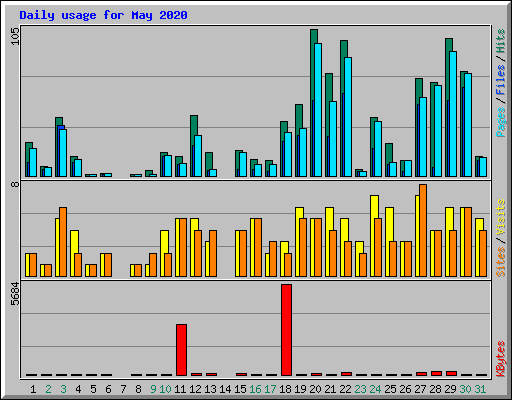 Daily usage for May 2020
105
Pages/Files/Hits
8
Sites/Visits
5684
KBytes
1 2 3 4 5 6 7 8 9 10 11 12 13 14 15 16 17 18 19 20 21 22 23 24 25 26 27 28 29 30 31